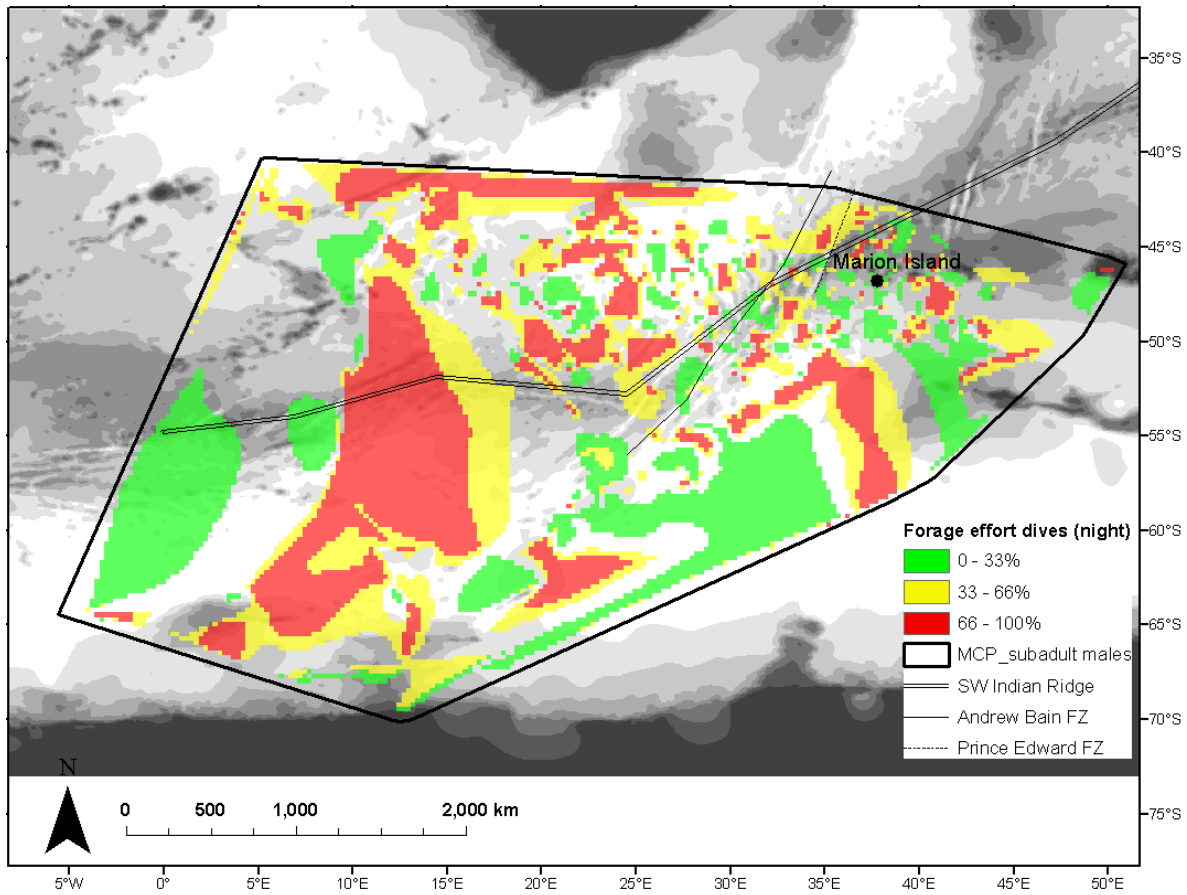 35°S
40°S
45°S
Marion Island
50°S
55°S
60°S
65°S
70°S
75°S
Forage effort dives (night)
0 - 33%
33 - 66%
66 - 100%
MCP_subadult males
SW Indian Ridge
Andrew Bain FZ
Prince Edward FZ
N
0 500 1,000 2,000 km
5°W 0° 5°E 10°E 15°E 20°E 25°E 30°E 35°E 40°E 45°E 50°E